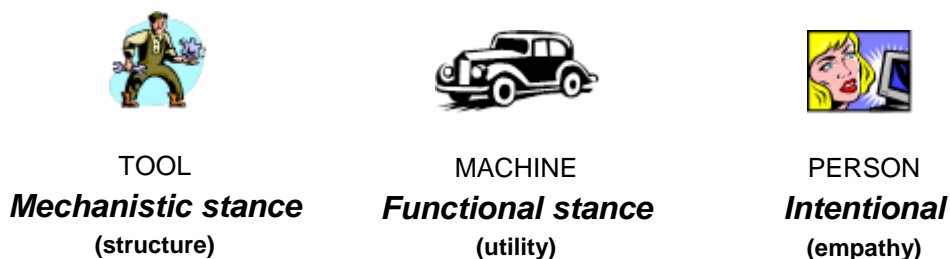 TOOL
Mechanistic stance
(structure)
MACHINE
Functional stance
(utility)
PERSON
Intentional
(empathy)